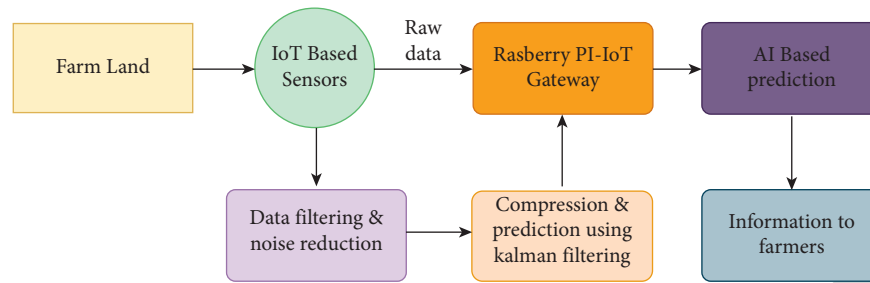 Farm Land
IoT Based
Sensors
Raw
data
Rasberry PI-IoT
Gateway
AI Based
prediction
Data filtering &
noise reduction
Compression &
prediction using
kalman filtering
Information to
farmers